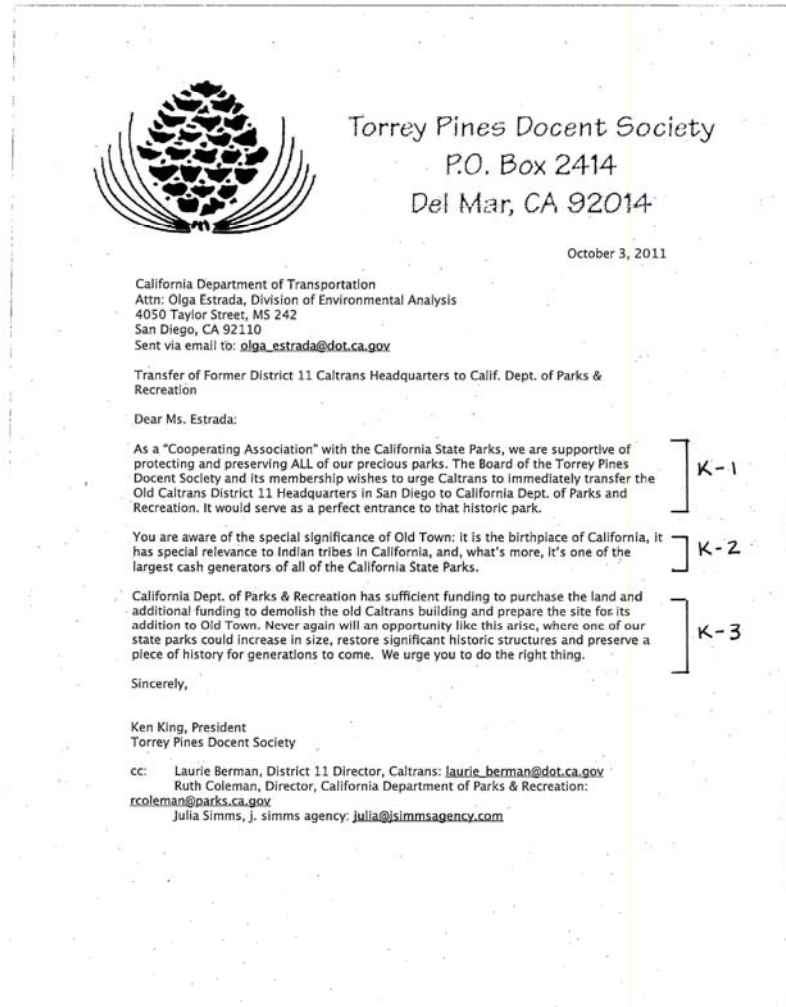 Torrey Pines Docent Society
P.O. Box 2414
Del Mar, CA 92014
October 3, 2011
California Department of Transportation
Attn: Olga Estrada, Division of Environmental Analysis
4050 Taylor Street, MS 242
San Diego, CA 92110
Sent via email to: olga_estrada@dot.ca.gov
Transfer of Former District 11 Caltrans Headquarters to Calif. Dept. of Parks &
Recreation
Dear Ms. Estrada:
As a "Cooperating Association" with the California State Parks, we are supportive of
protecting and preserving ALL of our precious parks. The Board of the Torrey Pines
Docent Society and its membership wishes to urge Caltrans to immediately transfer the
Old Caltrans District 11 Headquarters in San Diego to California Dept. of Parks and
Recreation. It would serve as a perfect entrance to that historic park.
K-1
You are aware of the special significance of Old Town: it is the birthplace of California, it
has special relevance to Indian tribes in California, and, what's more, it's one of the
largest cash generators of all of the California State Parks.
K-2
California Dept. of Parks & Recreation has sufficient funding to purchase the land and
additional funding to demolish the old Caltrans building and prepare the site for its
addition to Old Town. Never again will an opportunity like this arise, where one of our
state parks could increase in size, restore significant historic structures and preserve a
piece of history for generations to come. We urge you to do the right thing.
K-3
Sincerely,
Ken King, President
Torrey Pines Docent Society
cc: Laurie Berman, District 11 Director, Caltrans: laurie_berman@dot.ca.gov
Ruth Coleman, Director, California Department of Parks & Recreation:
rcoleman@parks.ca.gov
Julia Simms, j. simms agency: julia@jsimmsagency.com